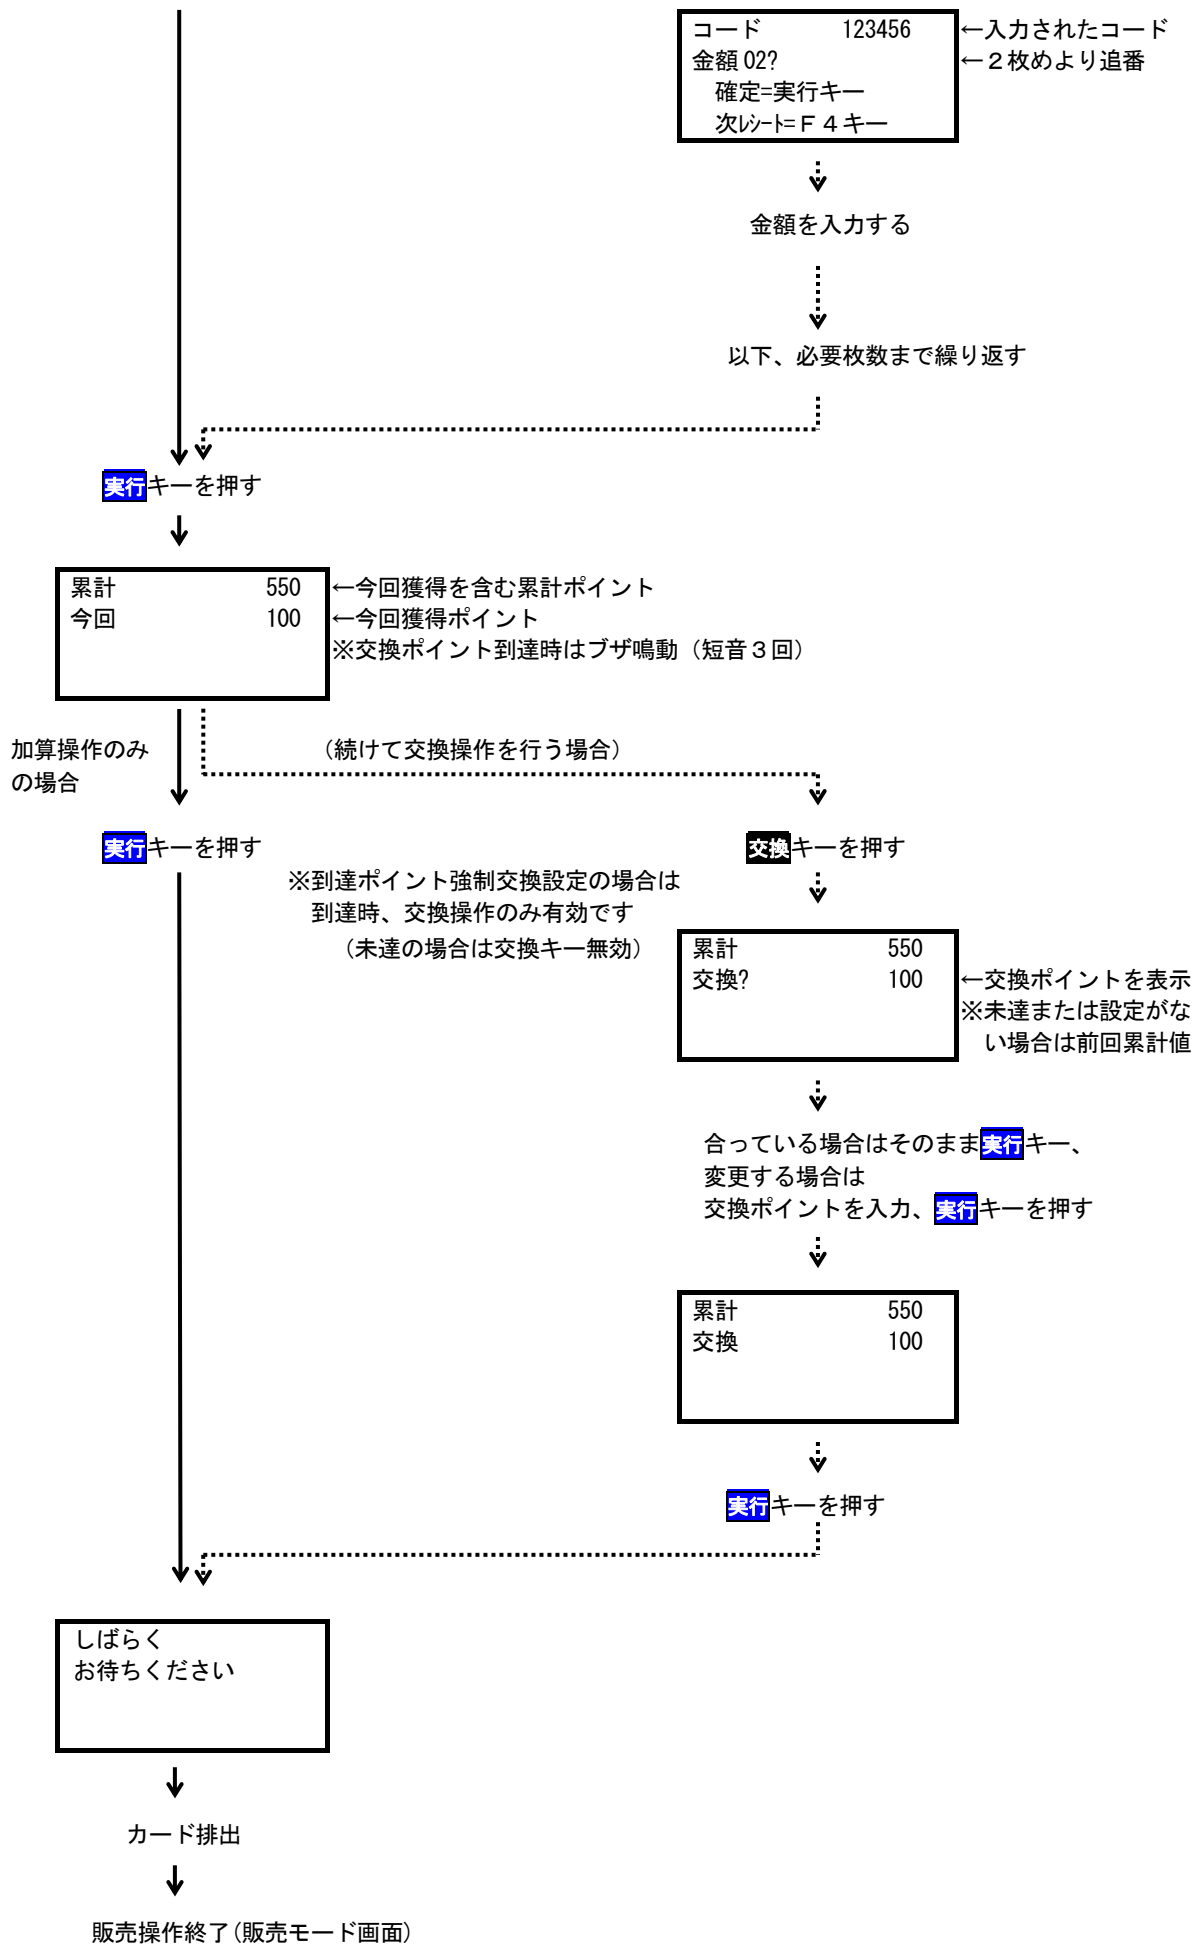 コード 123456 ←入力されたコード
金額02? ←２枚めより追番
確定=実行キー
次ﾚｼｰﾄ=Ｆ４キー
金額を入力する
以下、必要枚数まで繰り返す
実行キーを押す
累計 550 ←今回獲得を含む累計ポイント
今回 100 ←今回獲得ポイント
※交換ポイント到達時はブザ鳴動（短音３回）
加算操作のみ
の場合
（続けて交換操作を行う場合）
実行キーを押す
※到達ポイント強制交換設定の場合は
到達時、交換操作のみ有効です
（未達の場合は交換キー無効）
交換キーを押す
累計 550
交換? 100 ←交換ポイントを表示
※未達または設定がな
い場合は前回累計値
合っている場合はそのまま実行キー、
変更する場合は
交換ポイントを入力、実行キーを押す
累計 550
交換 100
実行キーを押す
しばらく
お待ちください
カード排出
販売操作終了(販売モード画面)